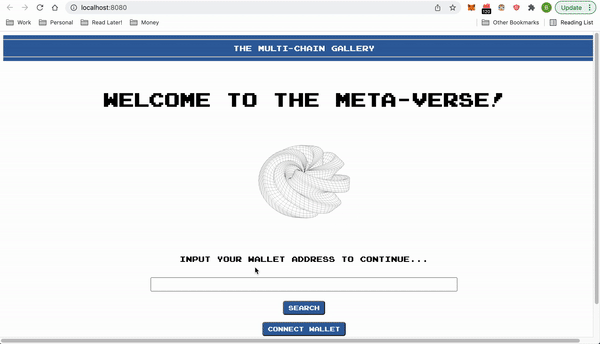 localhost:8080
Update
Work
Personal
Read Later!
Money
Other Bookmarks
Reading List
THE MULTI-CHAIN GALLERY
WELCOME TO THE META-VERSE!
INPUT YOUR WALLET ADDRESS TO CONTINUE...
SEARCH
CONNECT WALLET